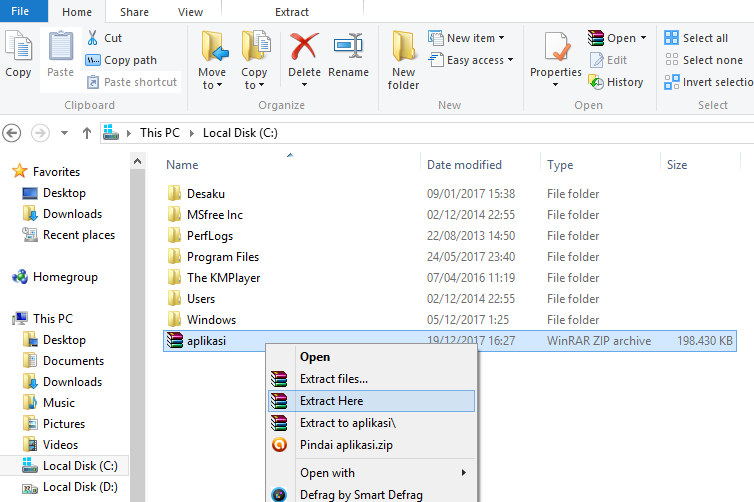 File Home Share View Extract
Cut
Copy path
Paste shortcut
Copy Paste
Clipboard
Move to Copy to Delete Rename
Organize
New folder
New item
Easy access
New
Properties
Open
Edit
History
Open
Select all
Select none
Invert selectio
Select
This PC Local Disk (C:)
Favorites
Desktop
Downloads
Recent places
Homegroup
This PC
Desktop
Documents
Downloads
Music
Pictures
Videos
Local Disk (C:)
Local Disk (D:)
Name Date modified Type Size
Desaku 09/01/2017 15:38 File folder
MSfree Inc 02/12/2014 22:55 File folder
PerfLogs 22/08/2013 14:50 File folder
Program Files 24/05/2017 23:40 File folder
The KMPlayer 07/04/2016 11:19 File folder
Users 02/12/2014 22:55 File folder
Windows 05/12/2017 1:25 File folder
aplikasi 19/12/2017 16:27 WinRAR ZIP archive 198.430 KB
Open
Extract files...
Extract Here
Extract to aplikasi\
Pindai aplikasi.zip
Open with
Defrag by Smart Defrag